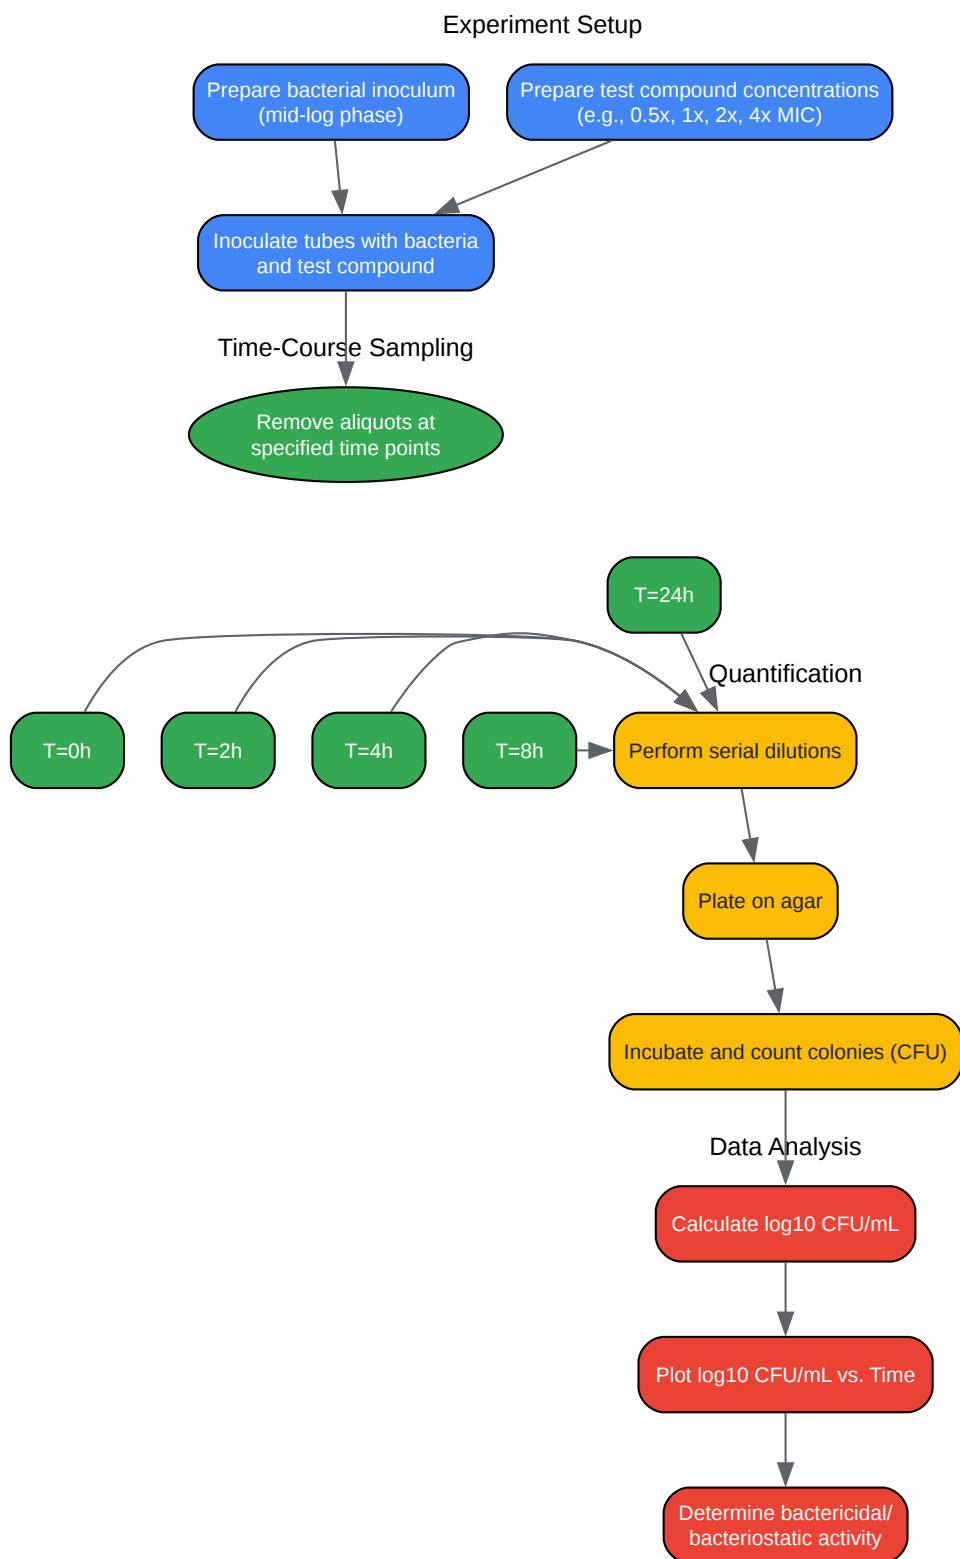 Experiment Setup
Prepare bacterial inoculum
(mid-log phase)
Prepare test compound concentrations
(e.g., 0.5x, 1x, 2x, 4x MIC)
Inoculate tubes with bacteria
and test compound
Time-Course Sampling
Remove aliquots at
specified time points
T=24h
Quantification
T=0h
T=2h
T=4h
T=8h
Perform serial dilutions
Plate on agar
Incubate and count colonies (CFU)
Data Analysis
Calculate log10 CFU/mL
Plot log10 CFU/mL vs. Time
Determine bactericidal/
bacteriostatic activity